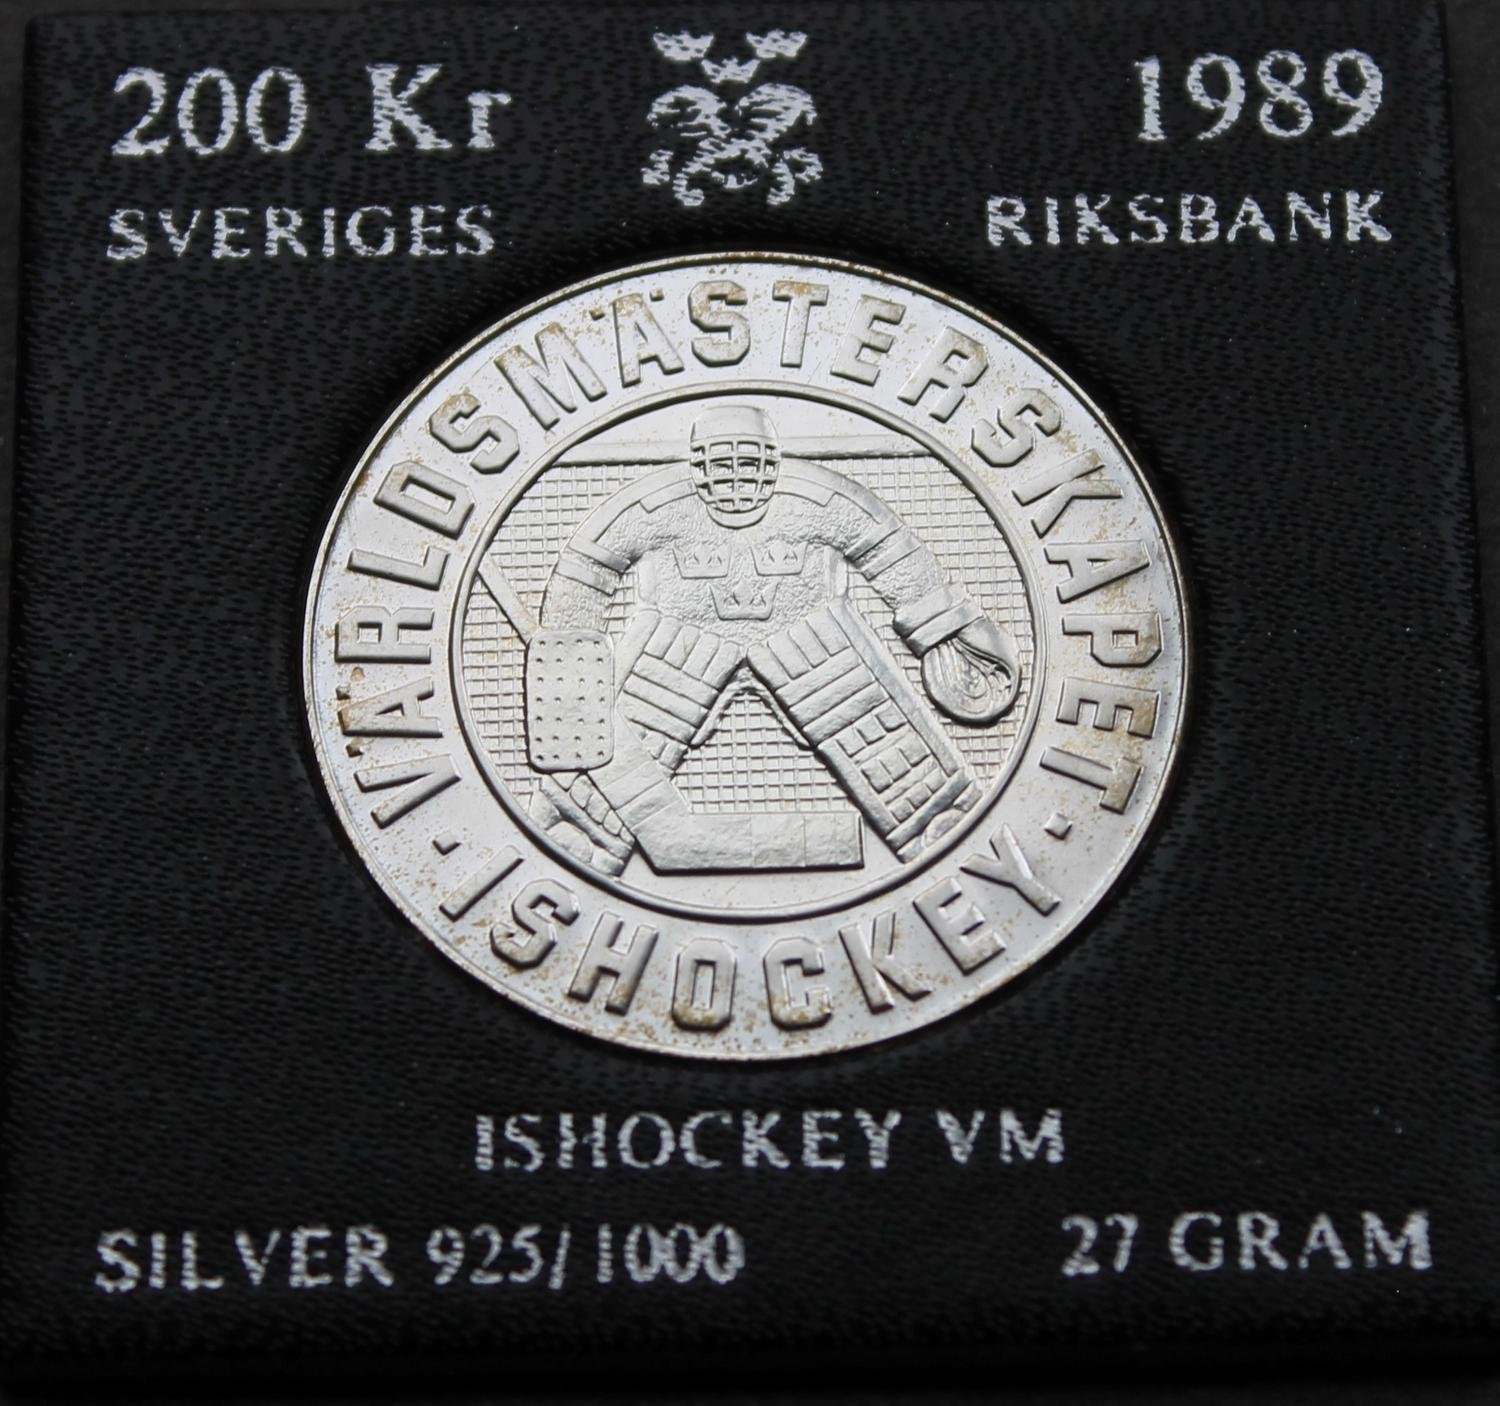 200 Kr
1989
SVERIGES
RIKSBANK
VÄRLDSMÄSTERSKAPET
· ISHOCKEY ·
ISHOCKEY VM
SILVER 925/1000
27 GRAM